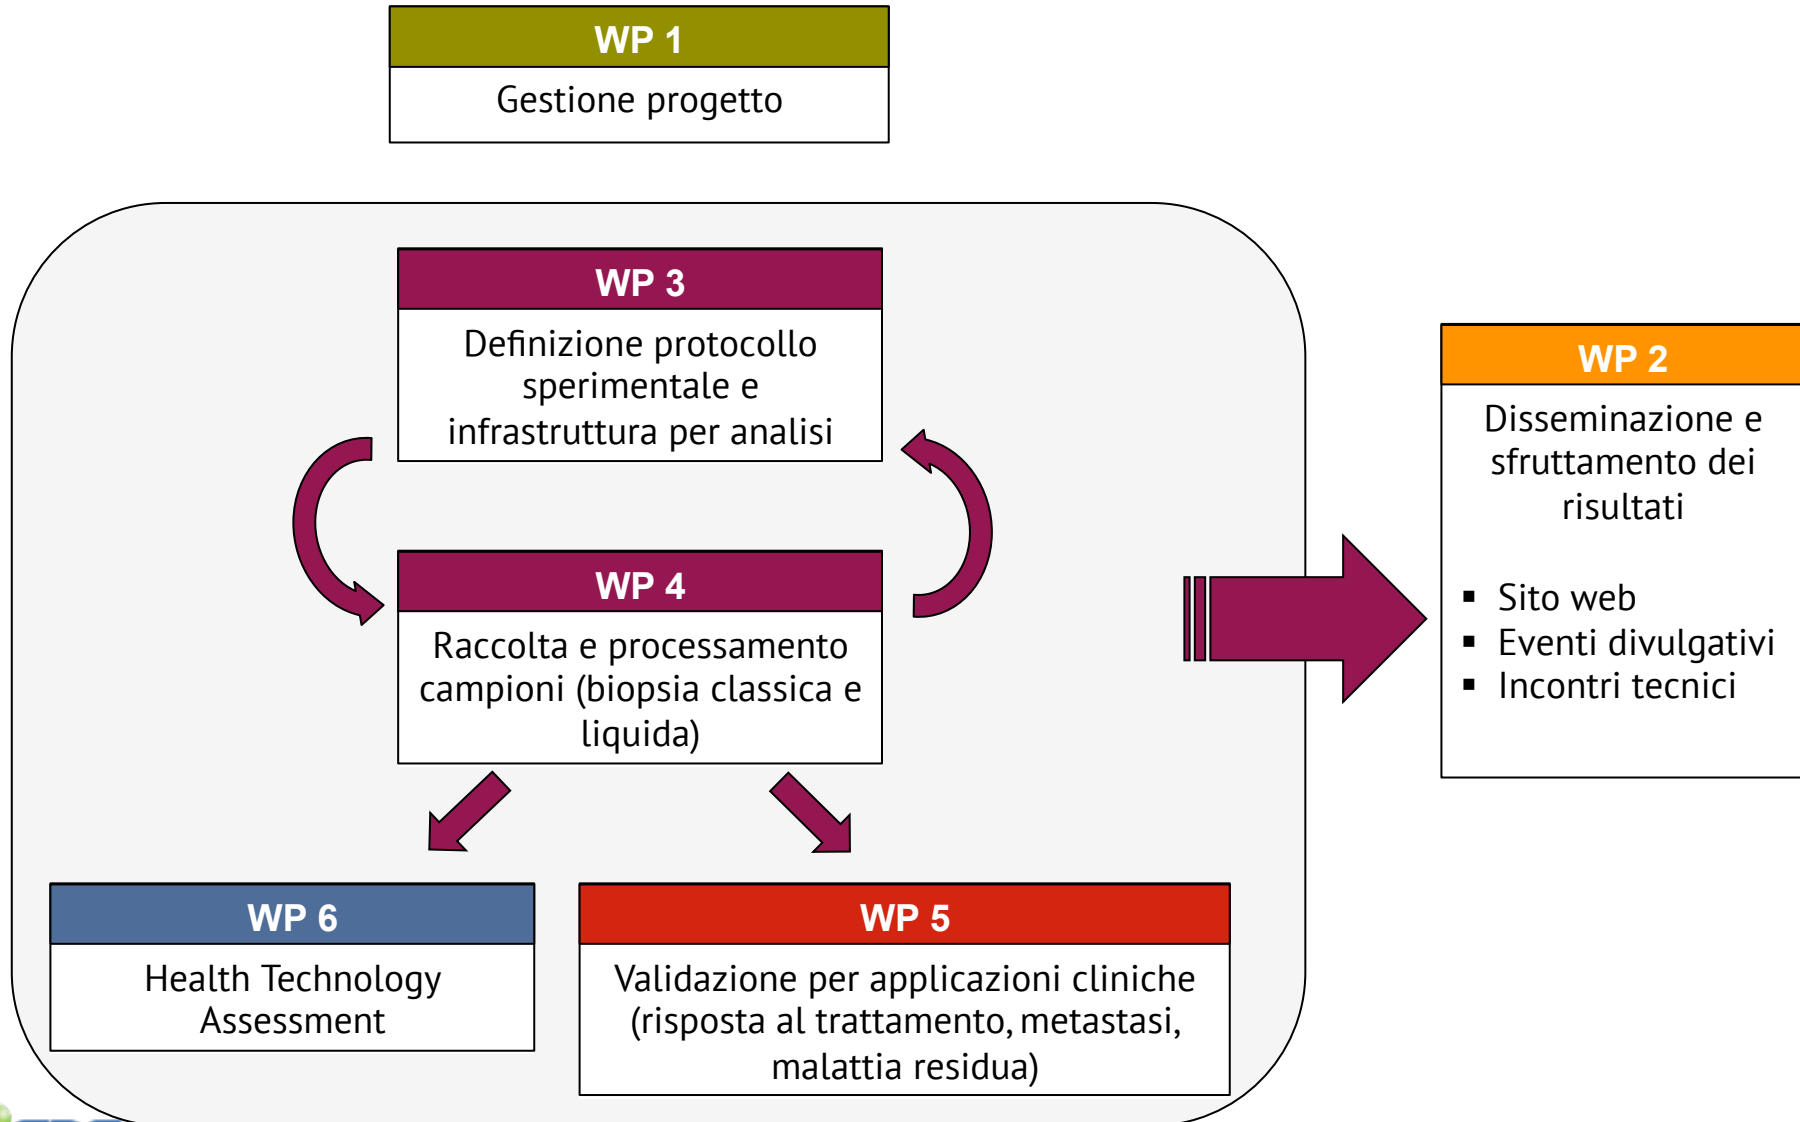 WP 1
Gestione progetto
WP 3
Definizione protocollo
sperimentale e
infrastruttura per analisi
WP 4
Raccolta e processamento
campioni (biopsia classica e
liquida)
WP 6
Health Technology
Assessment
WP 5
Validazione per applicazioni cliniche
(risposta al trattamento, metastasi,
malattia residua)
WP 2
Disseminazione e
sfruttamento dei
risultati
▪ Sito web
▪ Eventi divulgativi
▪ Incontri tecnici